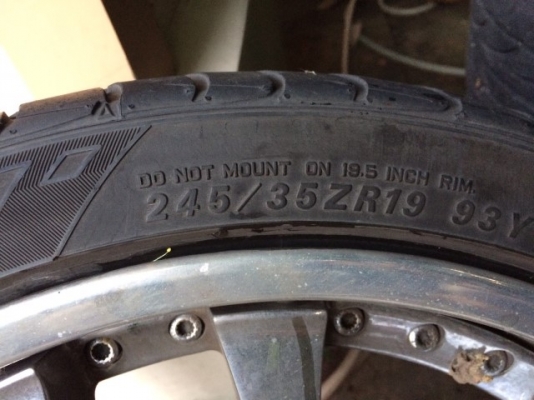 DO NOT MOUNT ON 19.5 INCH RIM.
245/35ZR19 93Y